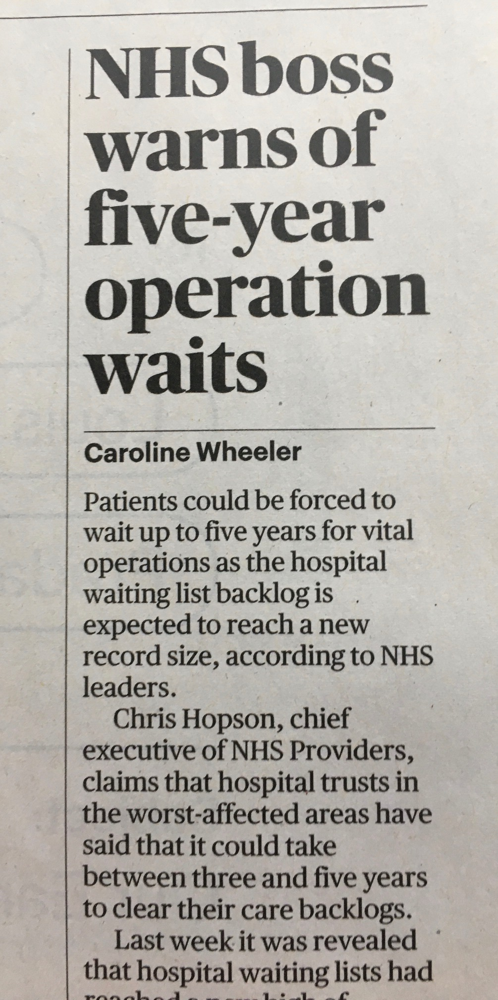 NHS boss
warns of
five-year
operation
waits
Caroline Wheeler
Patients could be forced to
wait up to five years for vital
operations as the hospital
waiting list backlog is
expected to reach a new
record size, according to NHS
leaders.
Chris Hopson, chief
executive of NHS Providers,
claims that hospital trusts in
the worst-affected areas have
said that it could take
between three and five years
to clear their care backlogs.
Last week it was revealed
that hospital waiting lists had
reached a new high of